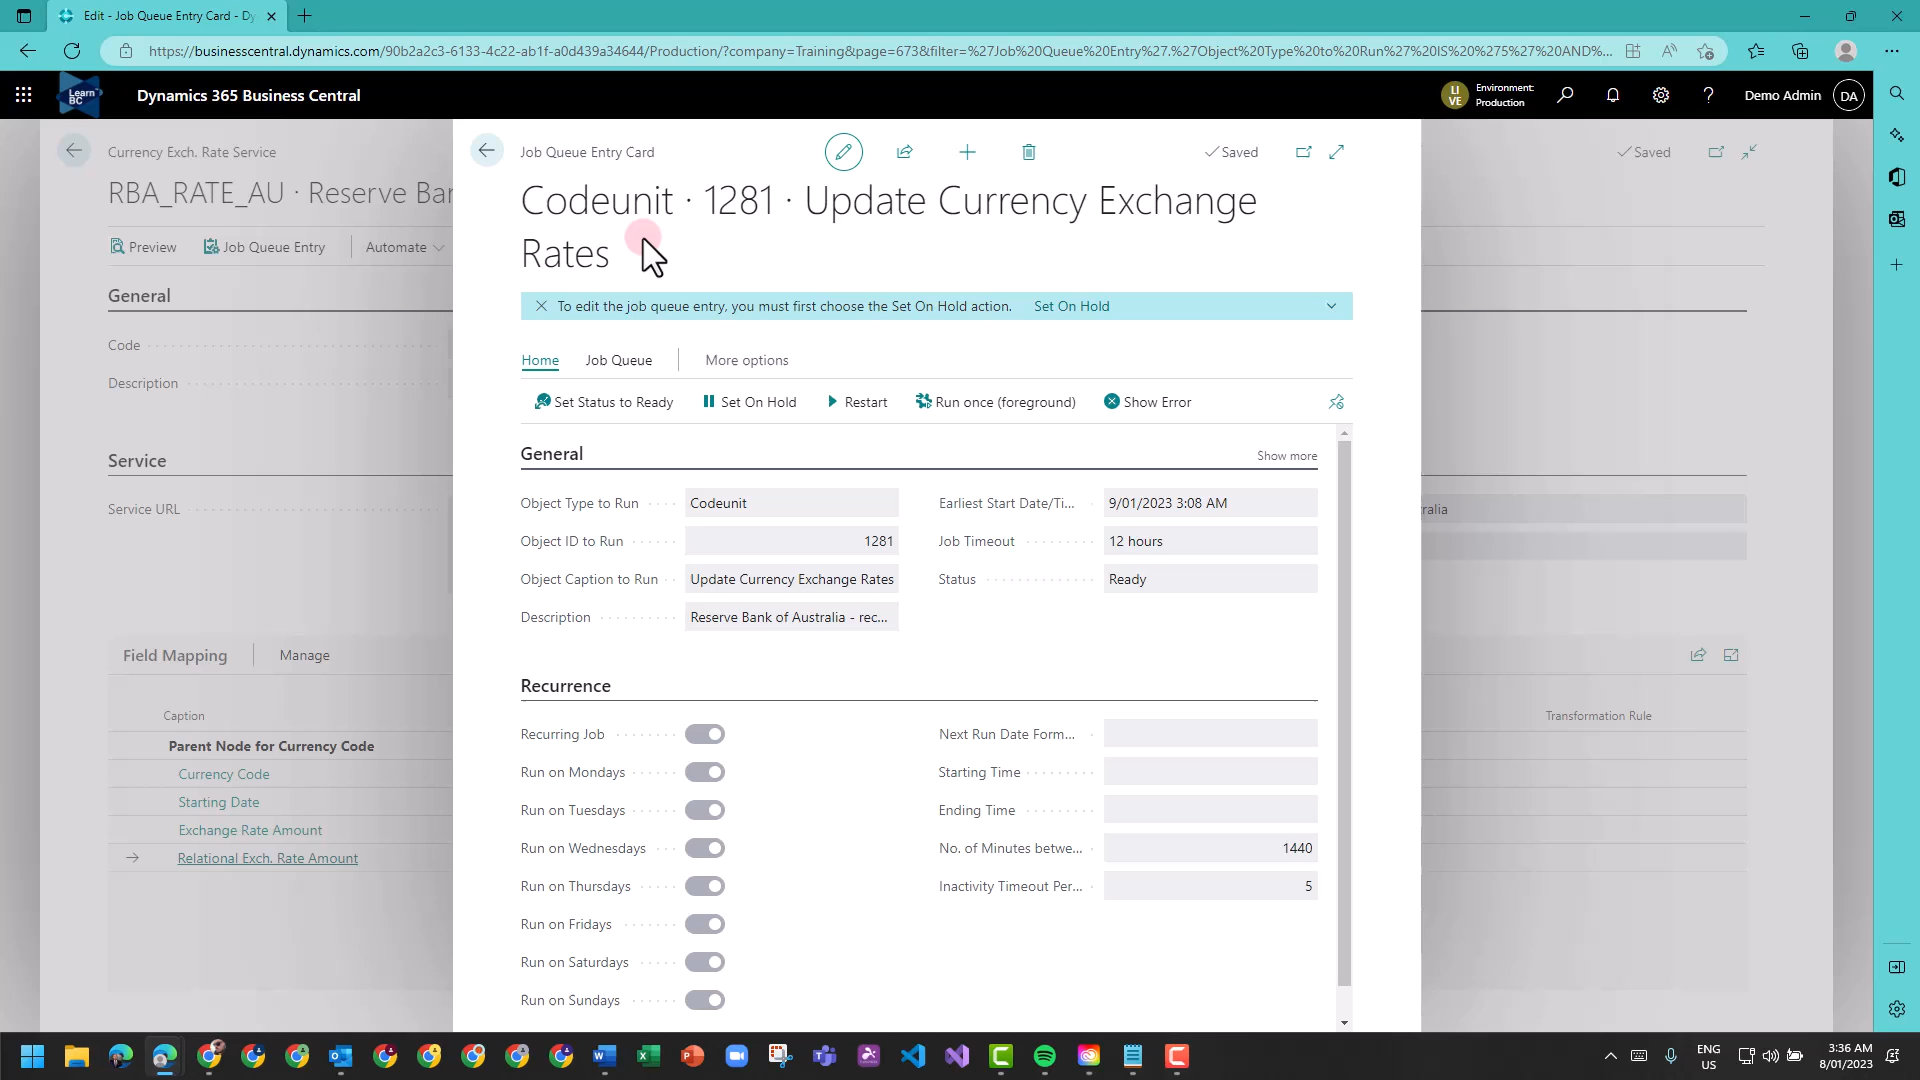 Edit - Job Queue Entry Card - Dy
https://businesscentral.dynamics.com/90b2a2c3-6133-4c22-ab1f-a0d439a34644/Production/?company=Training&page=673&filter=%27Job%20Queue%20Entry%27.%27Object%20Type%20to%20Run%27%20IS%20%275%27%20AND%...
Learn BC
Dynamics 365 Business Central
LI VE
Environment: Production
Demo Admin
DA
Currency Exch. Rate Service
Saved
RBA_RATE_AU · Reserve Bar
Preview
Job Queue Entry
Automate
General
Code
Description
Service
Service URL
ralia
Field Mapping
Manage
Caption
Transformation Rule
Parent Node for Currency Code
Currency Code
Starting Date
Exchange Rate Amount
Relational Exch. Rate Amount
Job Queue Entry Card
Saved
Codeunit · 1281 · Update Currency Exchange
Rates
To edit the job queue entry, you must first choose the Set On Hold action. Set On Hold
Home
Job Queue
More options
Set Status to Ready
Set On Hold
Restart
Run once (foreground)
Show Error
General
Show more
Object Type to Run Codeunit
Object ID to Run 1281
Object Caption to Run Update Currency Exchange Rates
Description Reserve Bank of Australia - rec...
Earliest Start Date/Ti... 9/01/2023 3:08 AM
Job Timeout 12 hours
Status Ready
Recurrence
Recurring Job
Run on Mondays
Run on Tuesdays
Run on Wednesdays
Run on Thursdays
Run on Fridays
Run on Saturdays
Run on Sundays
Next Run Date Form...
Starting Time
Ending Time
No. of Minutes betwe... 1440
Inactivity Timeout Per... 5
ENG
US
3:36 AM
8/01/2023